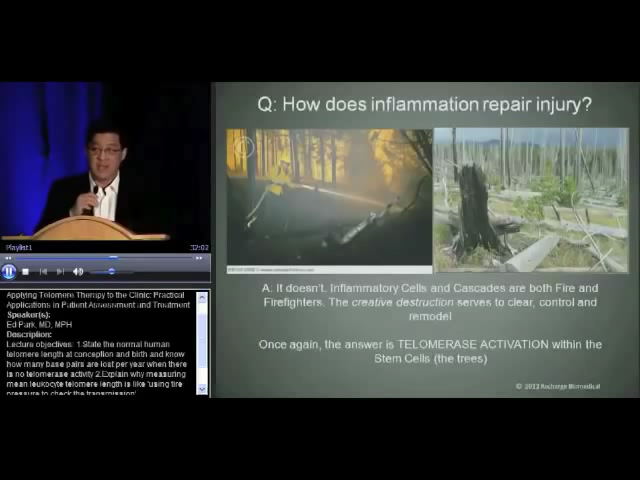 Q: How does inflammation repair injury?
A: It doesn't. Inflammatory Cells and Cascades are both Fire and
Firefighters. The creative destruction serves to clear, control and
remodel
Once again, the answer is TELOMERASE ACTIVATION within the
Stem Cells (the trees)
© 2012 Recharge Biomedical
Playlist1
32:02
Applying Telomere Therapy to the Clinic: Practical
Applications in Patient Assessment and Treatment
Speaker(s):
Ed Park, MD, MPH
Description:
Lecture objectives: 1.State the normal human
telomere length at conception and birth and know
how many base pairs are lost per year when there
is no telomerase activity 2.Explain why measuring
mean leukocyte telomere length is like 'using tire
pressure to check the transmission'